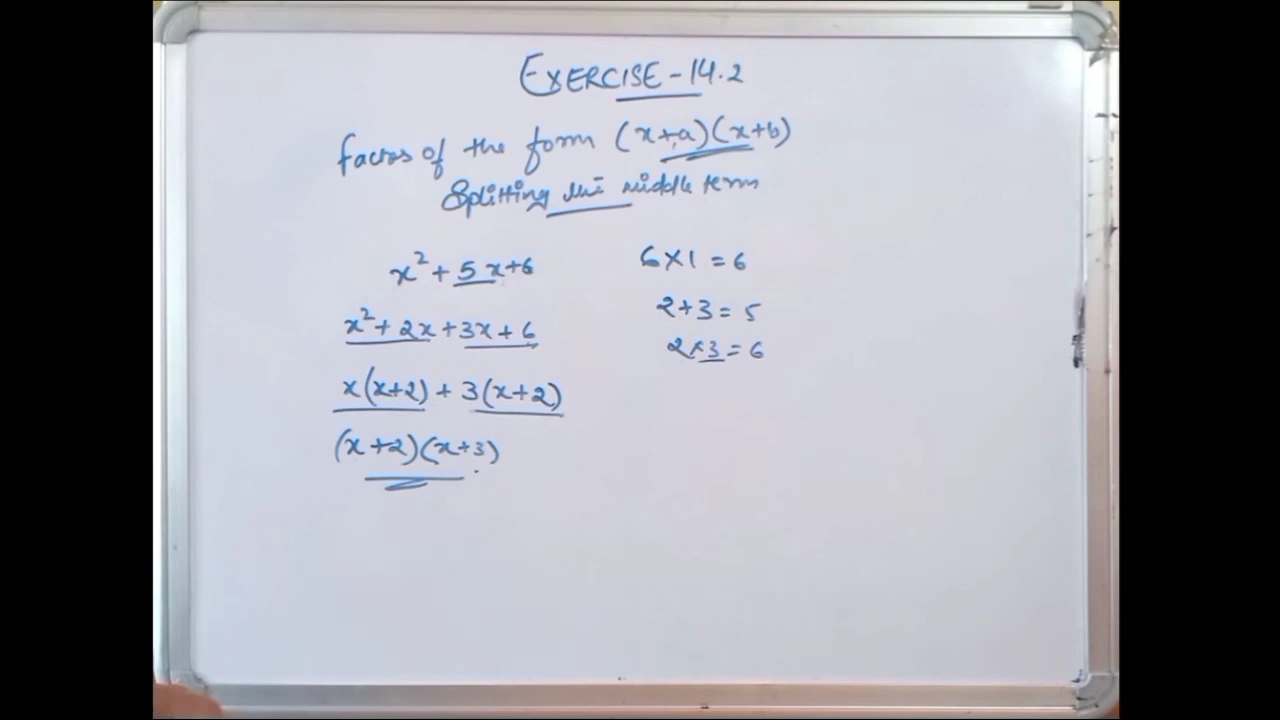 EXERCISE-14.2
factors of the form (x+a)(x+b)
Splitting the middle term
x²+5x+6
x²+2x+3x+6
x(x+2)+3(x+2)
(x+2)(x+3)
6×1=6
2+3=5
2×3=6